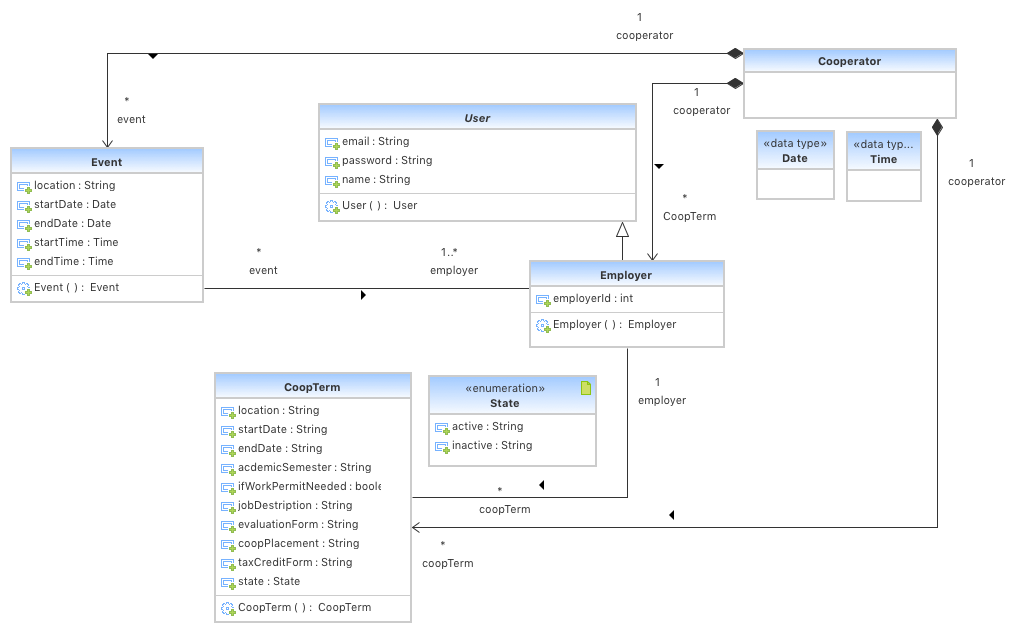 1
cooperator
Cooperator
1
cooperator
*
event
User
email : String
password : String
name : String
User ( ) : User
«data type»
Date
«data typ...
Time
1
cooperator
Event
location : String
startDate : Date
endDate : Date
startTime : Time
endTime : Time
Event ( ) : Event
*
CoopTerm
*
event
1..*
employer
Employer
employerId : int
Employer ( ) : Employer
CoopTerm
location : String
startDate : String
endDate : String
acdemicSemester : String
ifWorkPermitNeeded : boole
jobDestription : String
evaluationForm : String
coopPlacement : String
taxCreditForm : String
state : State
CoopTerm ( ) : CoopTerm
«enumeration»
State
active : String
inactive : String
1
employer
*
coopTerm
*
coopTerm